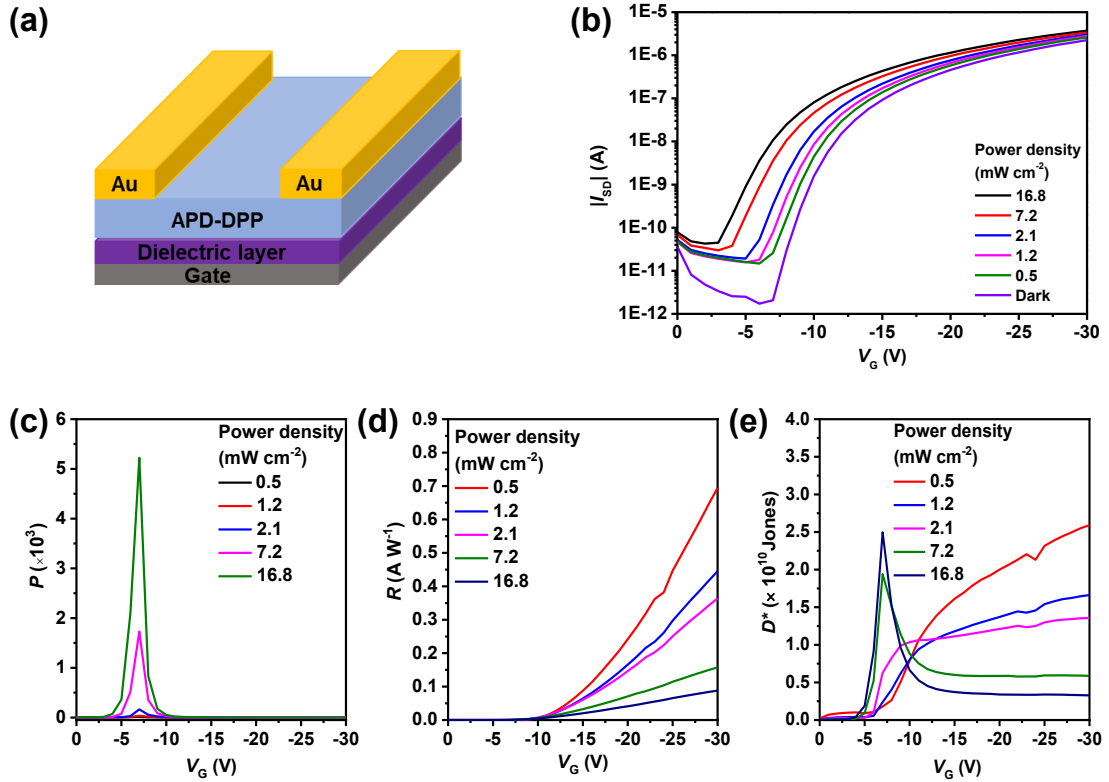 (a)
Au
Au
APD-DPP
Dielectric layer
Gate
(b)
1E-5
1E-6
1E-7
1E-8
1E-9
1E-10
1E-11
1E-12
|I_SD| (A)
Power density
(mW cm⁻²)
16.8
7.2
2.1
1.2
0.5
Dark
0 -5 -10 -15 -20 -25 -30
V_G (V)
(c)
6
5
4
3
2
1
0
P (×10³)
Power density
(mW cm⁻²)
0.5
1.2
2.1
7.2
16.8
0 -5 -10 -15 -20 -25 -30
V_G (V)
(d)
0.9
0.8
0.7
0.6
0.5
0.4
0.3
0.2
0.1
0.0
R (A W⁻¹)
Power density
(mW cm⁻²)
0.5
1.2
2.1
7.2
16.8
0 -5 -10 -15 -20 -25 -30
V_G (V)
(e)
4.0
3.5
3.0
2.5
2.0
1.5
1.0
0.5
0.0
D* (× 10¹⁰ Jones)
Power density
(mW cm⁻²)
0.5
1.2
2.1
7.2
16.8
0 -5 -10 -15 -20 -25 -30
V_G (V)